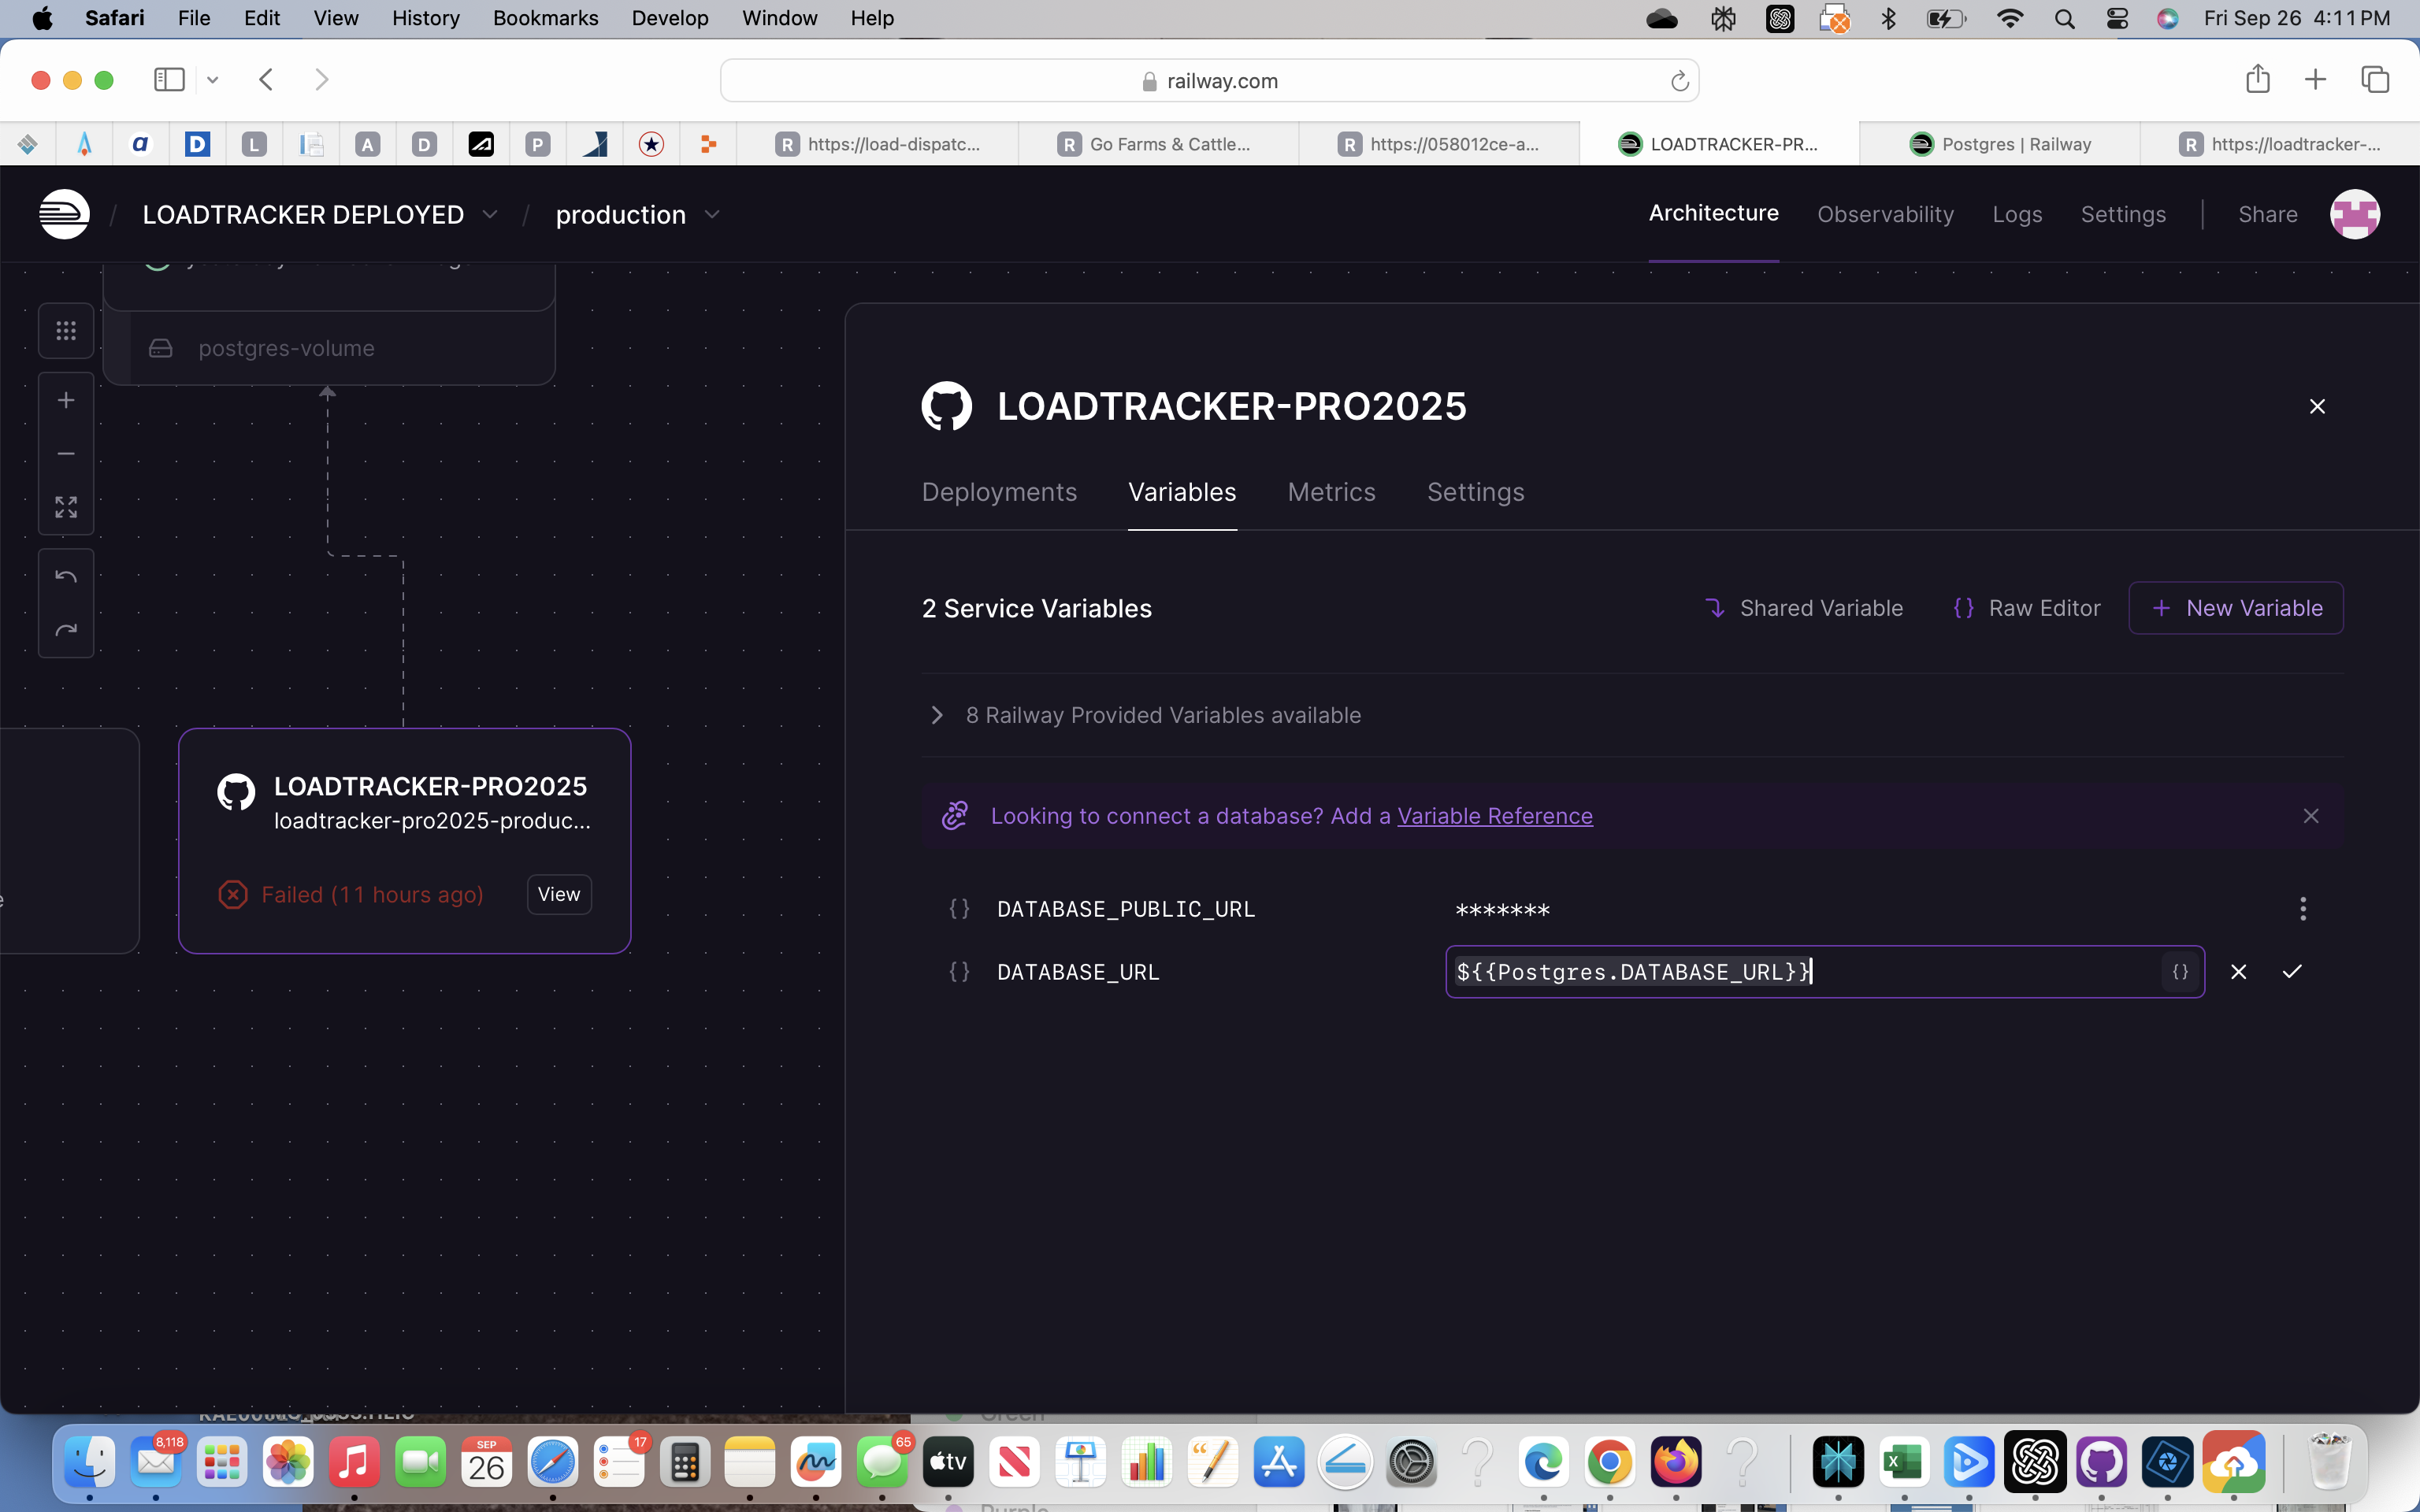 Safari File Edit View History Bookmarks Develop Window Help Fri Sep 26 4:11 PM
railway.com
a D L A D P R https://load-dispatc... R Go Farms & Cattle... R https://058012ce-a... LOADTRACKER-PR... Postgres | Railway R https://loadtracker-...
/ LOADTRACKER DEPLOYED / production Architecture Observability Logs Settings | Share
postgres-volume
LOADTRACKER-PRO2025
Deployments Variables Metrics Settings
2 Service Variables Shared Variable {} Raw Editor + New Variable
8 Railway Provided Variables available
LOADTRACKER-PRO2025
loadtracker-pro2025-produc...
Failed (11 hours ago) View
Looking to connect a database? Add a Variable Reference
{} DATABASE_PUBLIC_URL *******
{} DATABASE_URL ${{Postgres.DATABASE_URL}} {}
8,118 SEP 26 17 65 tv N X